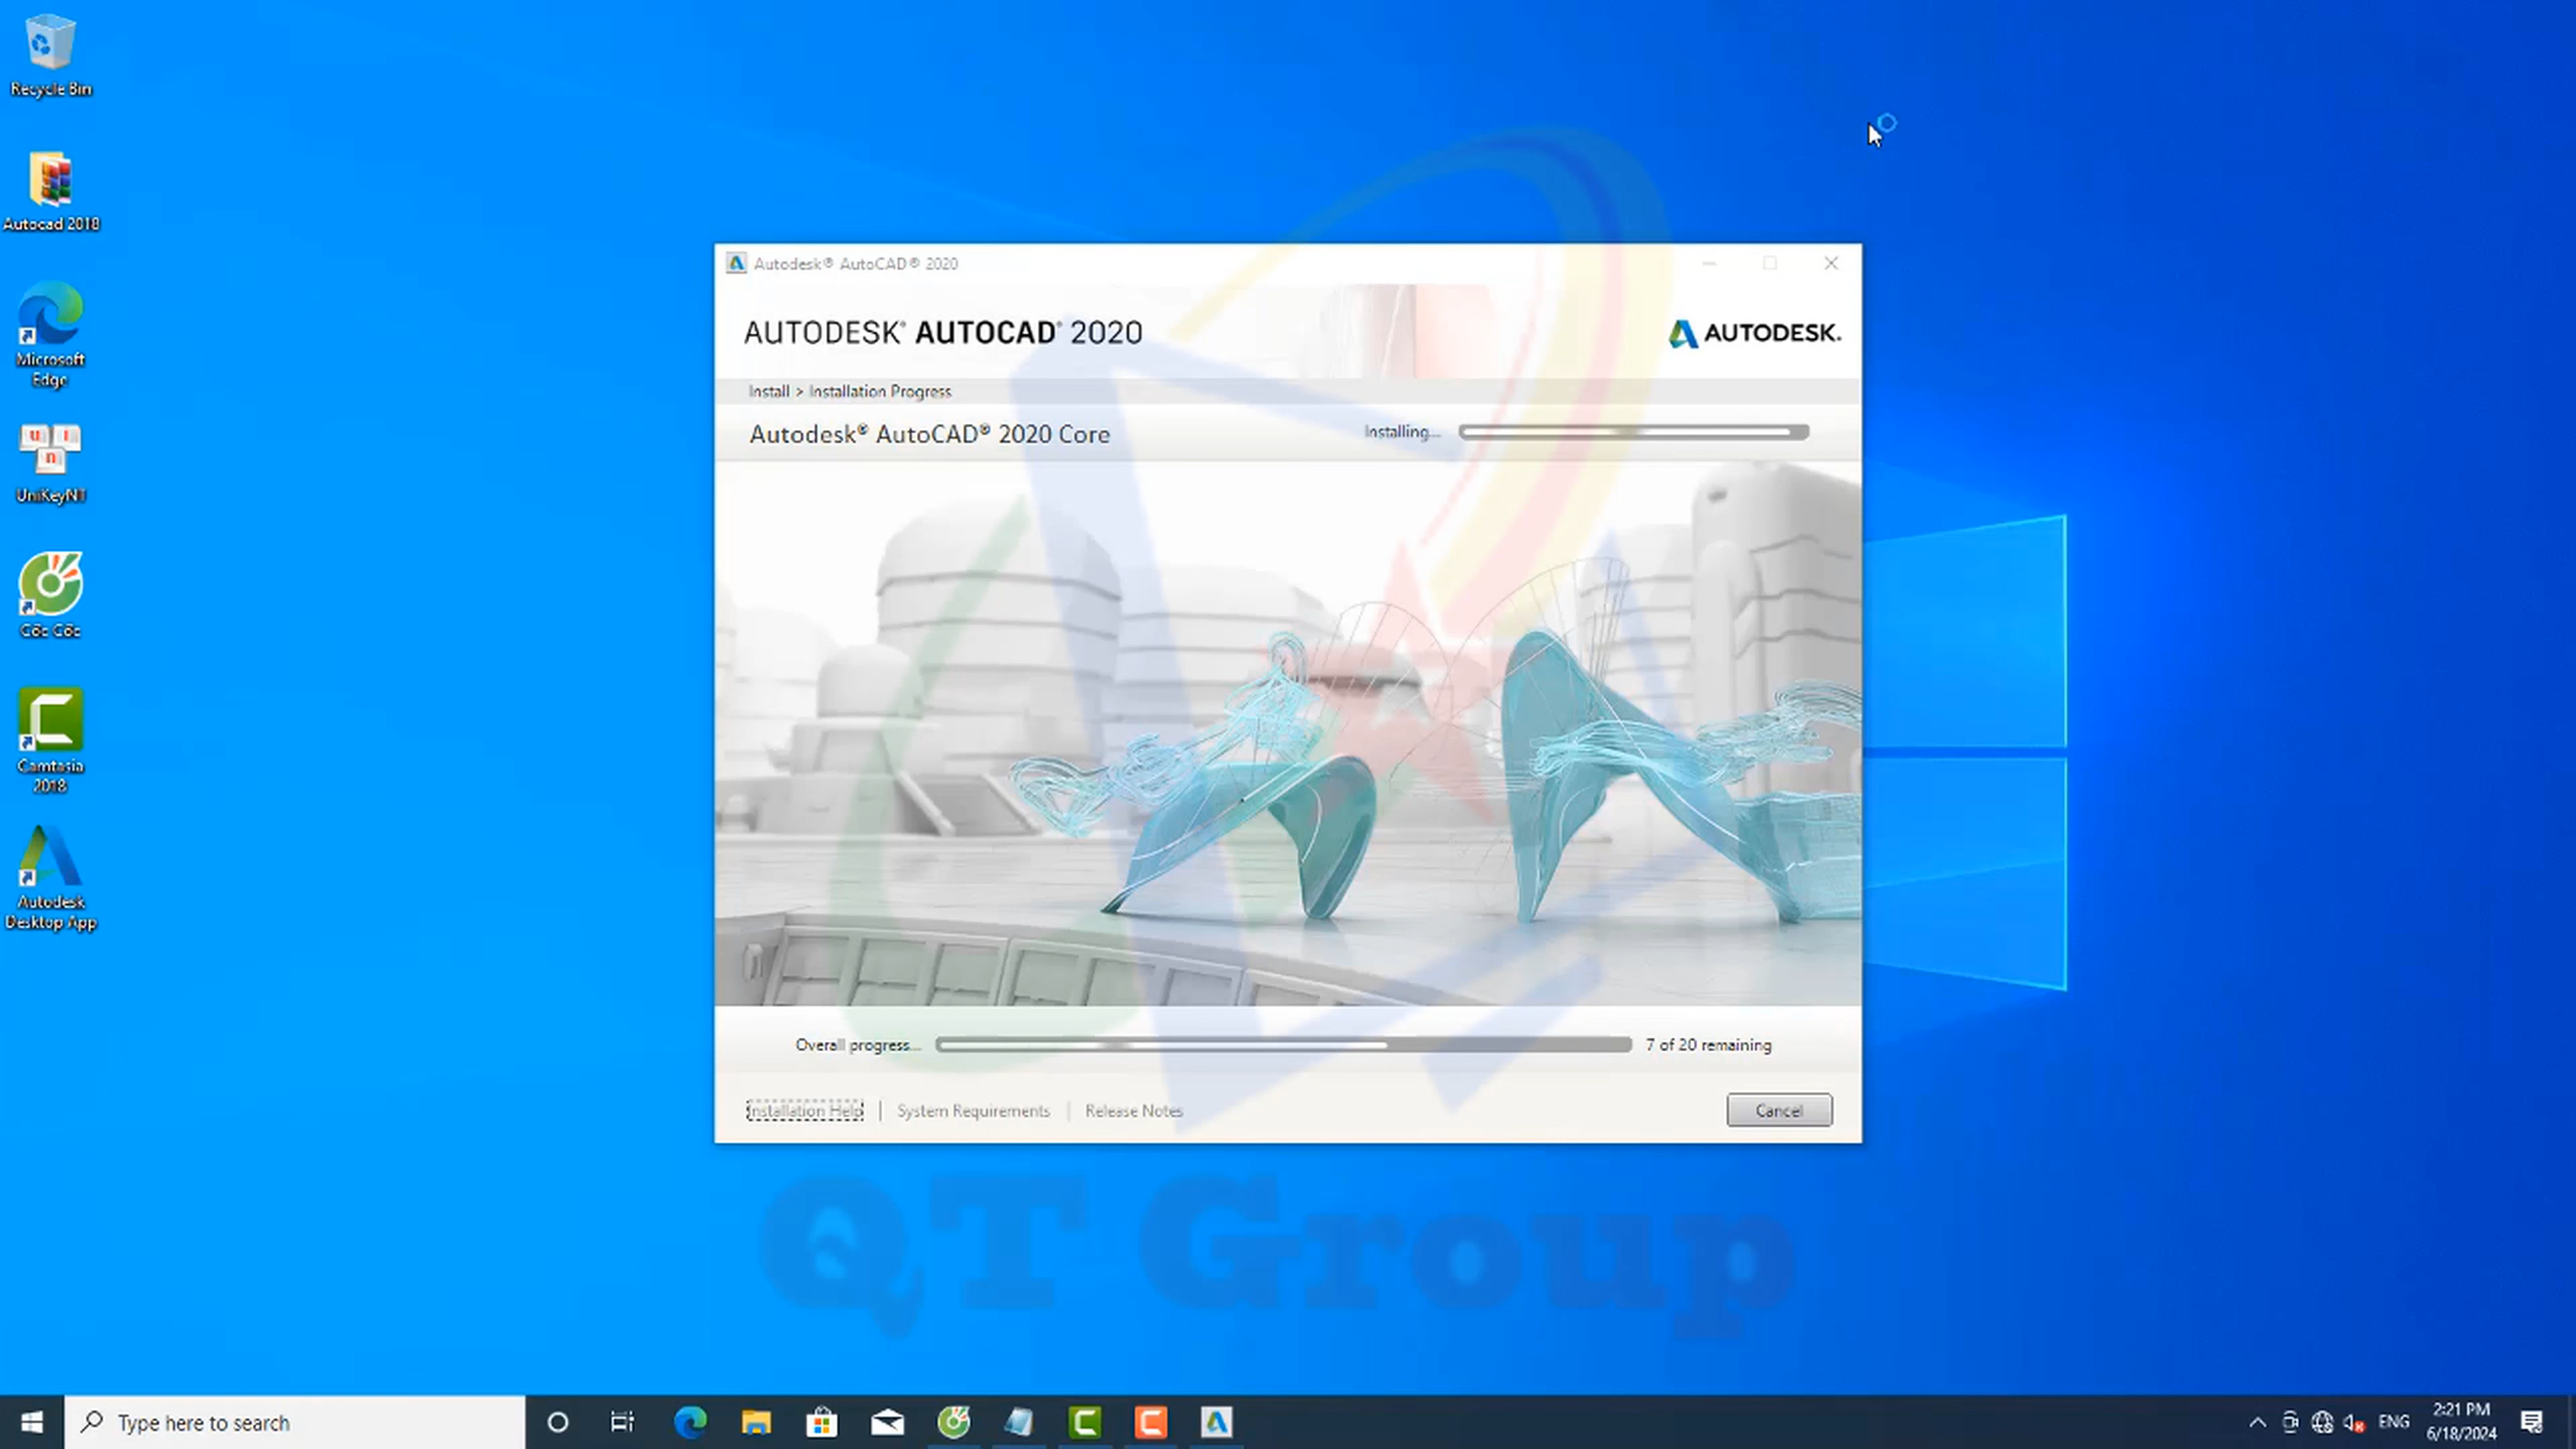 Recycle Bin
Autocad 2018
Microsoft
Edge
UniKeyNT
Cốc Cốc
Camtasia
2018
Autodesk
Desktop App
Autodesk® AutoCAD® 2020
AUTODESK® AUTOCAD® 2020
AUTODESK.
Install > Installation Progress
Autodesk® AutoCAD® 2020 Core
Installing...
Overall progress...
7 of 20 remaining
Installation Help
System Requirements
Release Notes
Cancel
QT Group
Type here to search
ENG
2:21 PM
6/18/2024